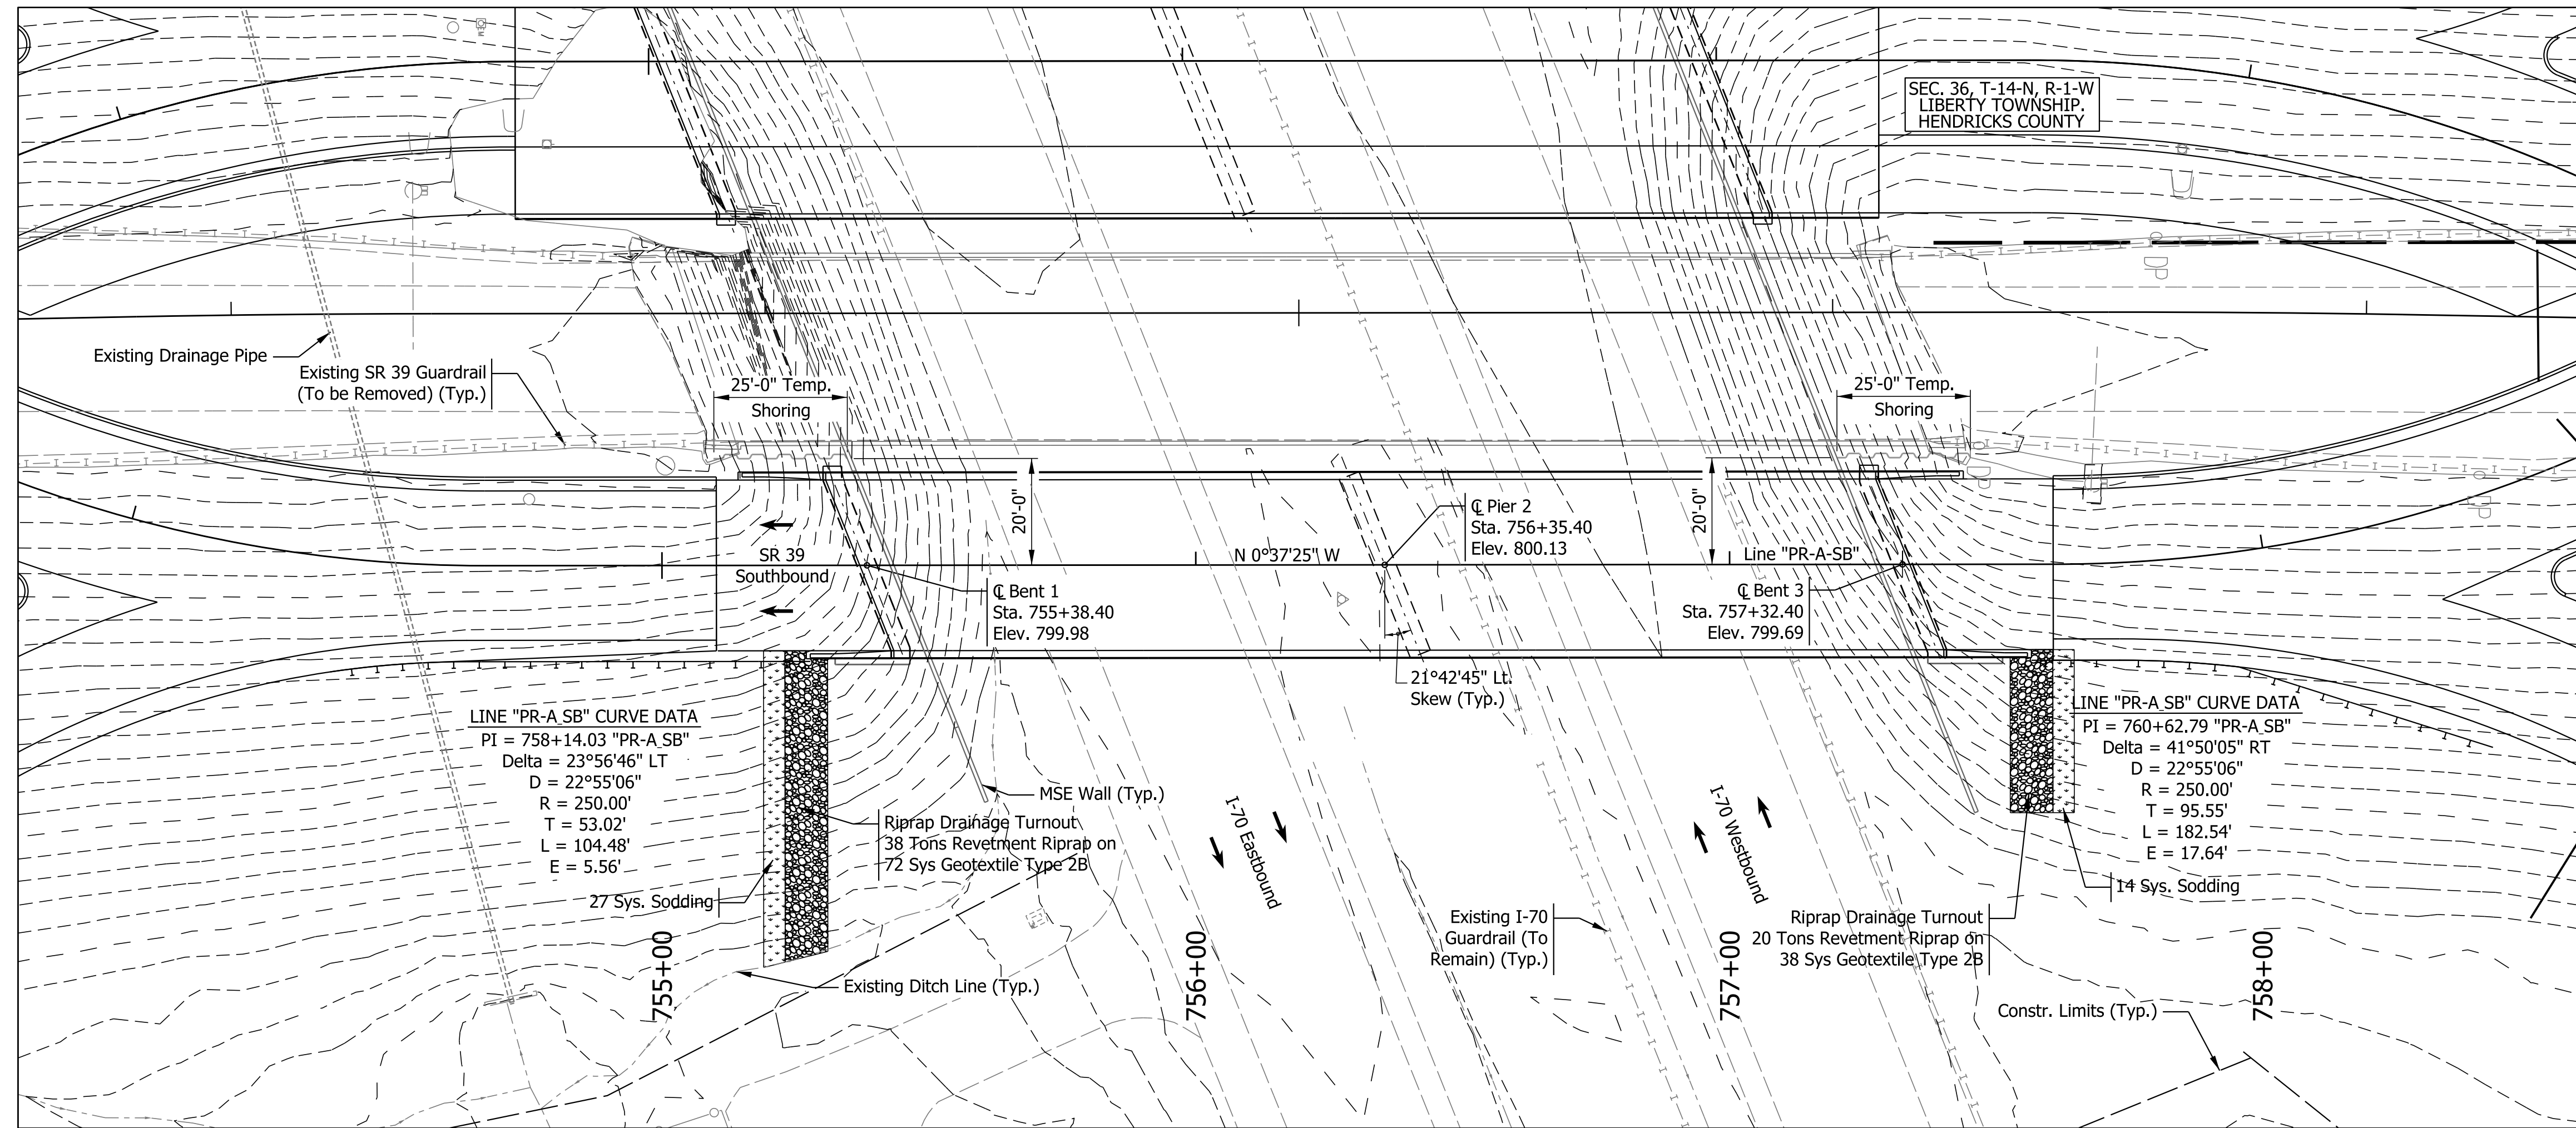 SEC. 36, T-14-N, R-1-W
LIBERTY TOWNSHIP.
HENDRICKS COUNTY
Existing Drainage Pipe
Existing SR 39 Guardrail
(To be Removed) (Typ.)
25'-0" Temp.
Shoring
25'-0" Temp.
Shoring
20'-0"
20'-0"
℄ Pier 2
Sta. 756+35.40
Elev. 800.13
SR 39
Southbound
N 0°37'25" W
Line "PR-A-SB"
℄ Bent 1
Sta. 755+38.40
Elev. 799.98
℄ Bent 3
Sta. 757+32.40
Elev. 799.69
21°42'45" Lt.
Skew (Typ.)
LINE "PR-A_SB" CURVE DATA
PI = 758+14.03 "PR-A_SB"
Delta = 23°56'46" LT
D = 22°55'06"
R = 250.00'
T = 53.02'
L = 104.48'
E = 5.56'
LINE "PR-A_SB" CURVE DATA
PI = 760+62.79 "PR-A_SB"
Delta = 41°50'05" RT
D = 22°55'06"
R = 250.00'
T = 95.55'
L = 182.54'
E = 17.64'
MSE Wall (Typ.)
Riprap Drainage Turnout
38 Tons Revetment Riprap on
72 Sys Geotextile Type 2B
27 Sys. Sodding
I-70 Eastbound
I-70 Westbound
14 Sys. Sodding
Existing I-70
Guardrail (To
Remain) (Typ.)
Riprap Drainage Turnout
20 Tons Revetment Riprap on
38 Sys Geotextile Type 2B
Existing Ditch Line (Typ.)
Constr. Limits (Typ.)
755+00
756+00
757+00
758+00